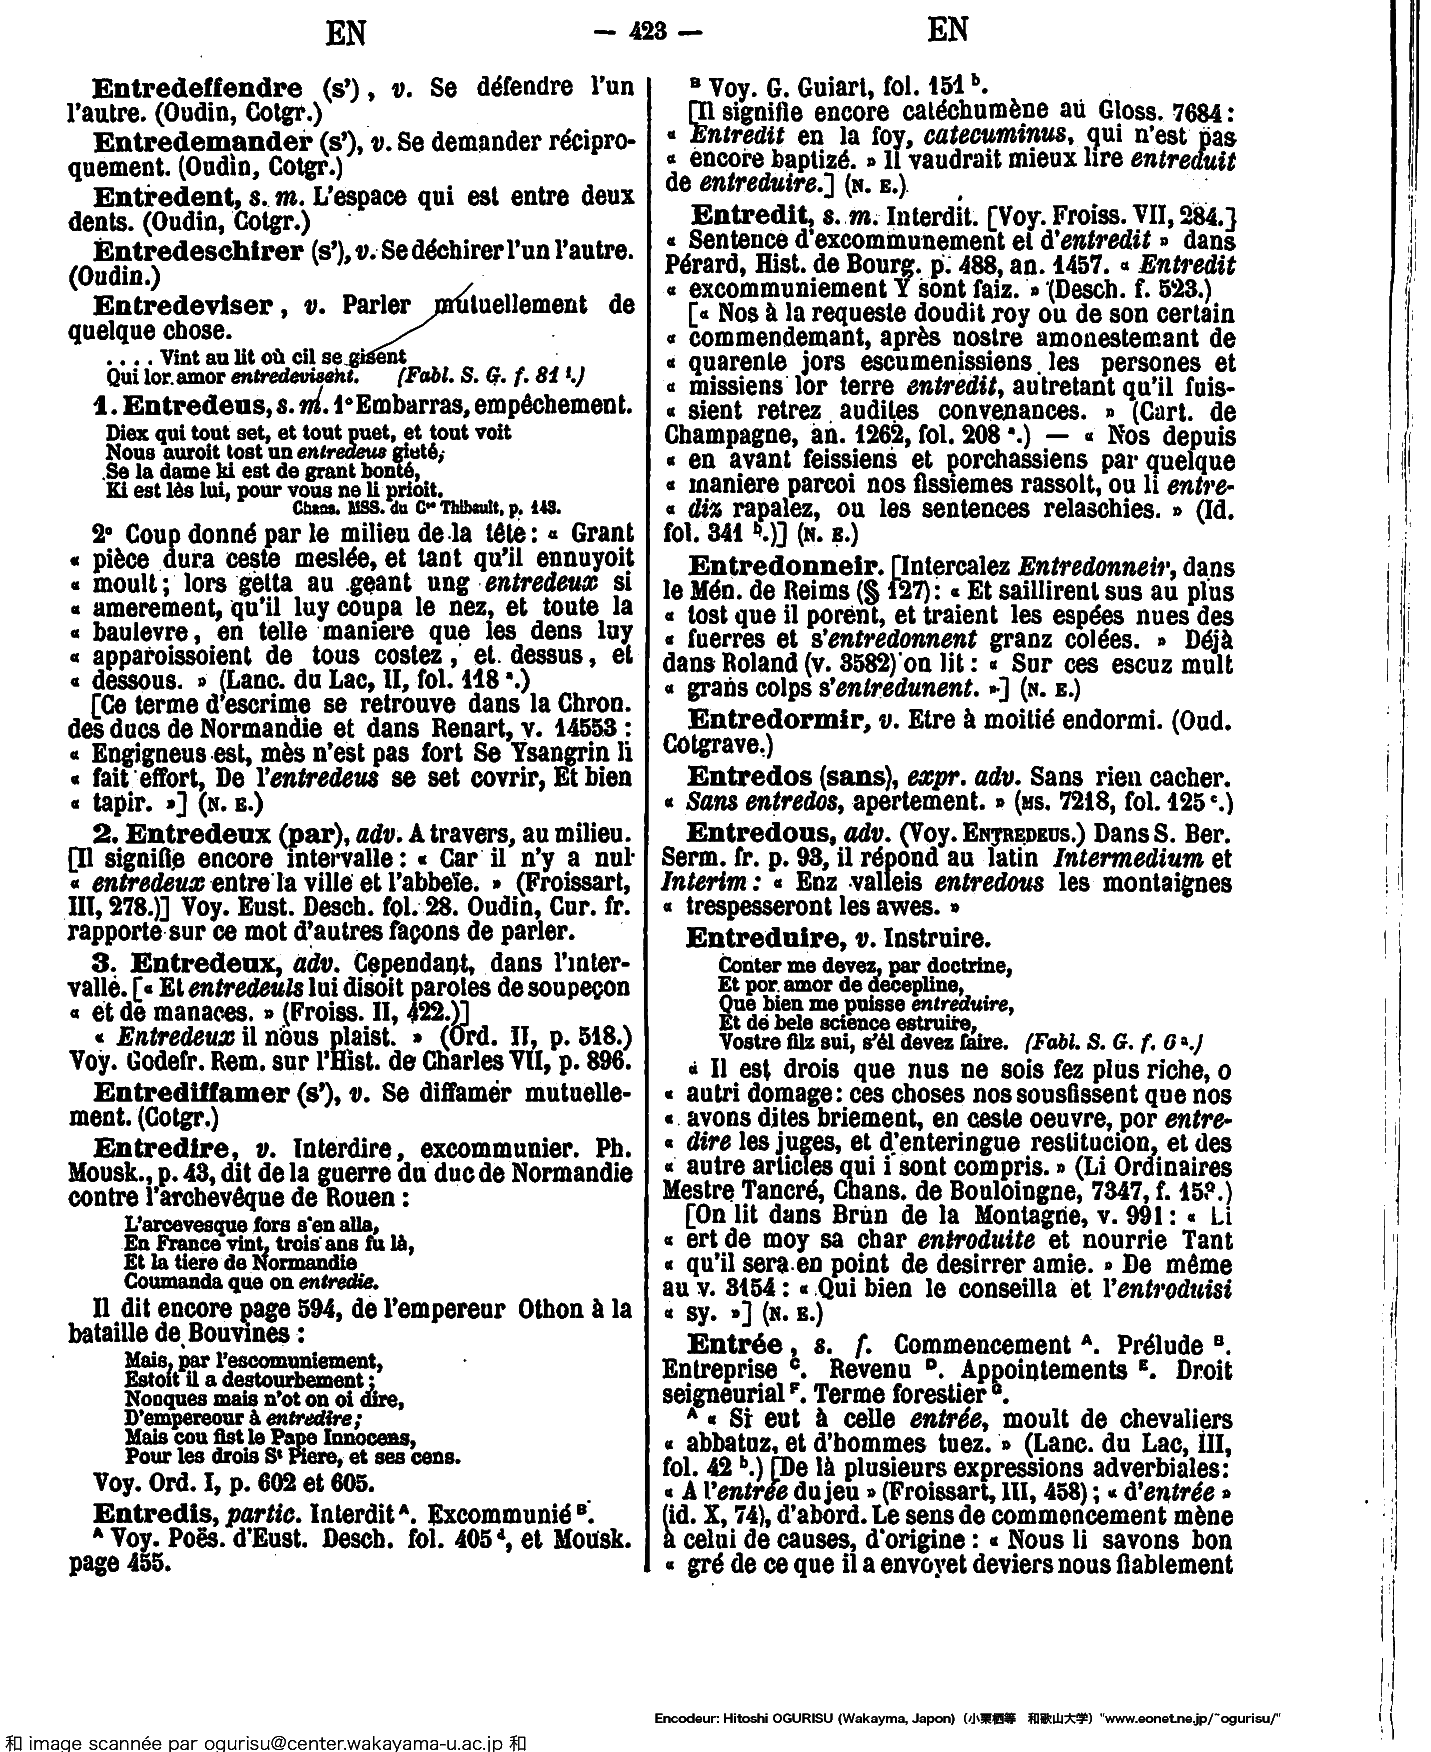 EN — 423 — EN
Entredeffendre (s'), v. Se défendre l'un
l'autre. (Oudin, Cotgr.)
Entredemander (s'), v. Se demander récipro-
quement. (Oudin, Cotgr.)
Entredent, s. m. L'espace qui est entre deux
dents. (Oudin, Cotgr.)
Entredeschirer (s'), v. Se déchirer l'un l'autre.
(Oudin.)
Entredeviser, v. Parler mutuellement de
quelque chose.
.... Vint au lit où cil se gisent
Qui lor amor entredevisent. (Fabl. S. G. f. 81 ¹.)
1. Entredeus, s. m. 1° Embarras, empêchement.
Diex qui tout set, et tout puet, et tout voit
Nous auroit tost un entredeus gieté,
Se la dame ki est de grant bonté,
Ki est lès lui, pour vous ne li prioit.
Chans. MSS. du Cte Thibault, p. 143.
2° Coup donné par le milieu de la tête : « Grant
« pièce dura ceste meslée, et tant qu'il ennuyoit
« moult ; lors getta au geant ung entredeux si
« amerement, qu'il luy coupa le nez, et toute la
« baulevre, en telle maniere que les dens luy
« apparoissoient de tous costez, et dessus, et
« dessous. » (Lanc. du Lac, II, fol. 118 a.)
[Ce terme d'escrime se retrouve dans la Chron.
des ducs de Normandie et dans Renart, v. 14553 :
« Engigneus est, mès n'est pas fort Se Ysangrin li
« fait effort, De l'entredeus se set covrir, Et bien
« tapir. »] (N. E.)
2. Entredeux (par), adv. A travers, au milieu.
[Il signifie encore intervalle : « Car il n'y a nul
« entredeux entre la ville et l'abbeïe. » (Froissart,
III, 278.)] Voy. Eust. Desch. fol. 28. Oudin, Cur. fr.
rapporte sur ce mot d'autres façons de parler.
3. Entredeux, adv. Cependant, dans l'inter-
valle. [« Et entredeuls lui disoit paroles de soupeçon
« et de manaces. » (Froiss. II, 422.)]
« Entredeux il nous plaist. » (Ord. II, p. 518.)
Voy. Godefr. Rem. sur l'Hist. de Charles VII, p. 896.
Entrediffamer (s'), v. Se diffamer mutuelle-
ment. (Cotgr.)
Entredire, v. Interdire, excommunier. Ph.
Mousk., p. 43, dit de la guerre du duc de Normandie
contre l'archevêque de Rouen :
L'arcevesque fors s'en alla,
En France vint, trois ans fu là,
Et la tiere de Normandie
Coumanda que on entredie.
Il dit encore page 594, de l'empereur Othon à la
bataille de Bouvines :
Mais, par l'escomuniement,
Estoit il a destourbement ;
Nonques mais n'ot on oi dire,
D'empereour à entredire ;
Mais cou fist le Pape Innocens,
Pour les drois St Piere, et ses cens.
Voy. Ord. I, p. 602 et 605.
Entredis, partic. Interdit A. Excommunié B.
A Voy. Poës. d'Eust. Desch. fol. 405 d, et Mousk.
page 455.
B Voy. G. Guiart, fol. 151 b.
[Il signifie encore catéchumène au Gloss. 7684 :
« Entredit en la foy, catecuminus, qui n'est pas
« encore baptizé. » Il vaudrait mieux lire entreduit
de entreduire.] (N. E.)
Entredit, s. m. Interdit. [Voy. Froiss. VII, 284.]
« Sentence d'excommunement et d'entredit » dans
Pérard, Hist. de Bourg. p. 488, an. 1457. « Entredit
« excommuniement Y sont faiz. » (Desch. f. 523.)
[« Nos à la requeste doudit roy ou de son certain
« commendemant, après nostre amonestemant de
« quarente jors escumenissiens les persones et
« missiens lor terre entredit, autretant qu'il fuis-
« sient retrez audites convenances. » (Cart. de
Champagne, an. 1262, fol. 208 a.) — « Nos depuis
« en avant feissiens et porchassiens par quelque
« maniere parcoi nos fissiemes rassolt, ou li entre-
« diz rapalez, ou les sentences relaschies. » (Id.
fol. 341 b.)] (N. E.)
Entredonneir. [Intercalez Entredonneir, dans
le Mén. de Reims (§ 127) : « Et saillirent sus au plus
« tost que il porent, et traient les espées nues des
« fuerres et s'entredonnent granz colées. » Déjà
dans Roland (v. 3582) on lit : « Sur ces escuz mult
« grans colps s'entredunent. »] (N. E.)
Entredormir, v. Etre à moitié endormi. (Oud.
Cotgrave.)
Entredos (sans), expr. adv. Sans rien cacher.
« Sans entredos, apertement. » (MS. 7218, fol. 125 c.)
Entredous, adv. (Voy. ENTREDEUS.) Dans S. Ber.
Serm. fr. p. 93, il répond au latin Intermedium et
Interim : « Enz valleis entredous les montaignes
« trespesseront les awes. »
Entreduire, v. Instruire.
Conter me devez, par doctrine,
Et por amor de decepline,
Que bien me puisse entreduire,
Et de bele science estruire,
Vostre filz sui, s'el devez faire. (Fabl. S. G. f. 6 a.)
« Il est drois que nus ne sois fez plus riche, o
« autri domage : ces choses nos sousfissent que nos
« avons dites briement, en ceste oeuvre, por entre-
« dire les juges, et d'enteringue restitucion, et des
« autre articles qui i sont compris. » (Li Ordinaires
Mestre Tancré, Chans. de Bouloingne, 7347, f. 15.)
[On lit dans Brun de la Montagne, v. 991 : « Li
« ert de moy sa char entroduite et nourrie Tant
« qu'il sera en point de desirrer amie. » De même
au v. 3154 : « Qui bien le conseilla et l'entroduisi
« sy. »] (N. E.)
Entrée, s. f. Commencement A. Prélude B.
Entreprise C. Revenu D. Appointements E. Droit
seigneurial F. Terme forestier G.
A « Si eut à celle entrée, moult de chevaliers
« abbatuz, et d'hommes tuez. » (Lanc. du Lac, III,
fol. 42 b.) [De là plusieurs expressions adverbiales :
« A l'entrée du jeu » (Froissart, III, 458) ; « d'entrée »
(id. X, 74), d'abord. Le sens de commencement mène
à celui de causes, d'origine : « Nous li savons bon
« gré de ce que il a envoyet deviers nous fiablement
Encodeur: Hitoshi OGURISU (Wakayma, Japon)（小栗栖等　和歌山大学）"www.eonet.ne.jp/~ogurisu/"
和 image scannée par ogurisu@center.wakayama-u.ac.jp 和